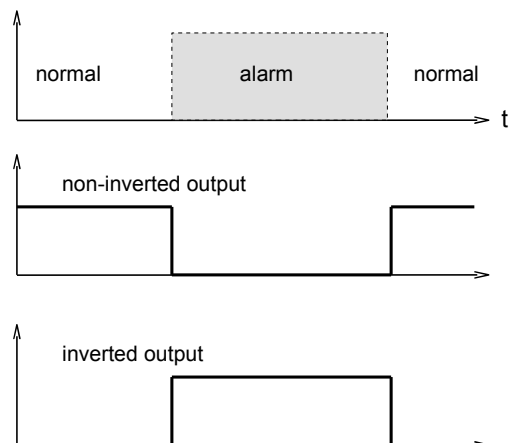 normal alarm normal
t
non-inverted output
inverted output